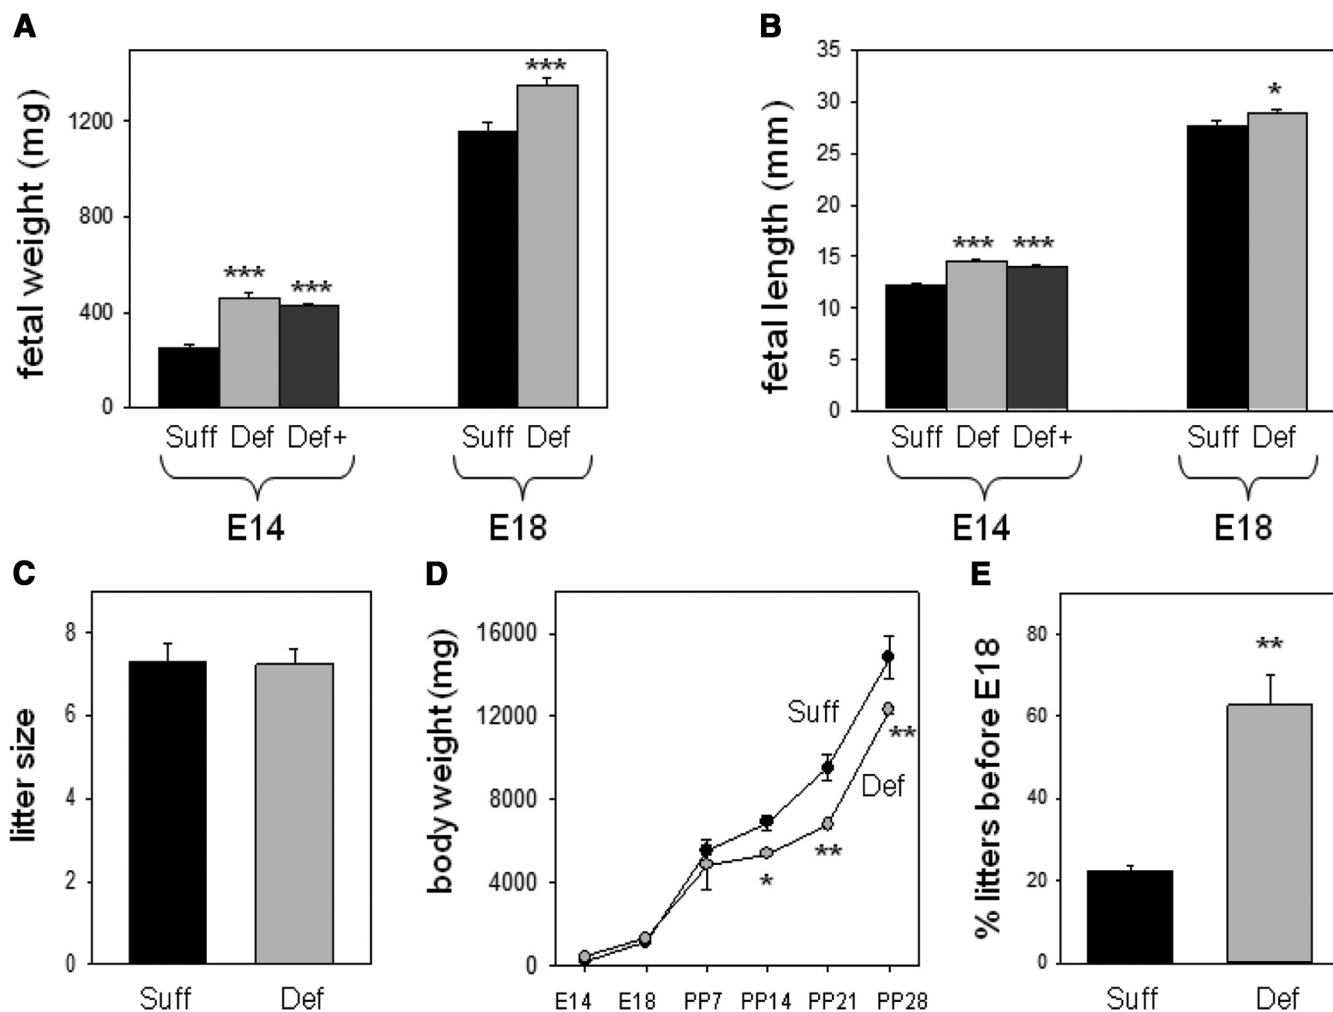 A
fetal weight (mg)
1200
800
400
0
***
***
***
Suff Def Def+
Suff Def
E14
E18
B
fetal length (mm)
35
30
25
20
15
10
5
0
***
***
*
Suff Def Def+
Suff Def
E14
E18
C
litter size
8
6
4
2
0
Suff
Def
D
body weight (mg)
16000
12000
8000
4000
0
Suff
Def
*
**
**
E14 E18 PP7 PP14 PP21 PP28
E
% litters before E18
80
60
40
20
0
**
Suff
Def